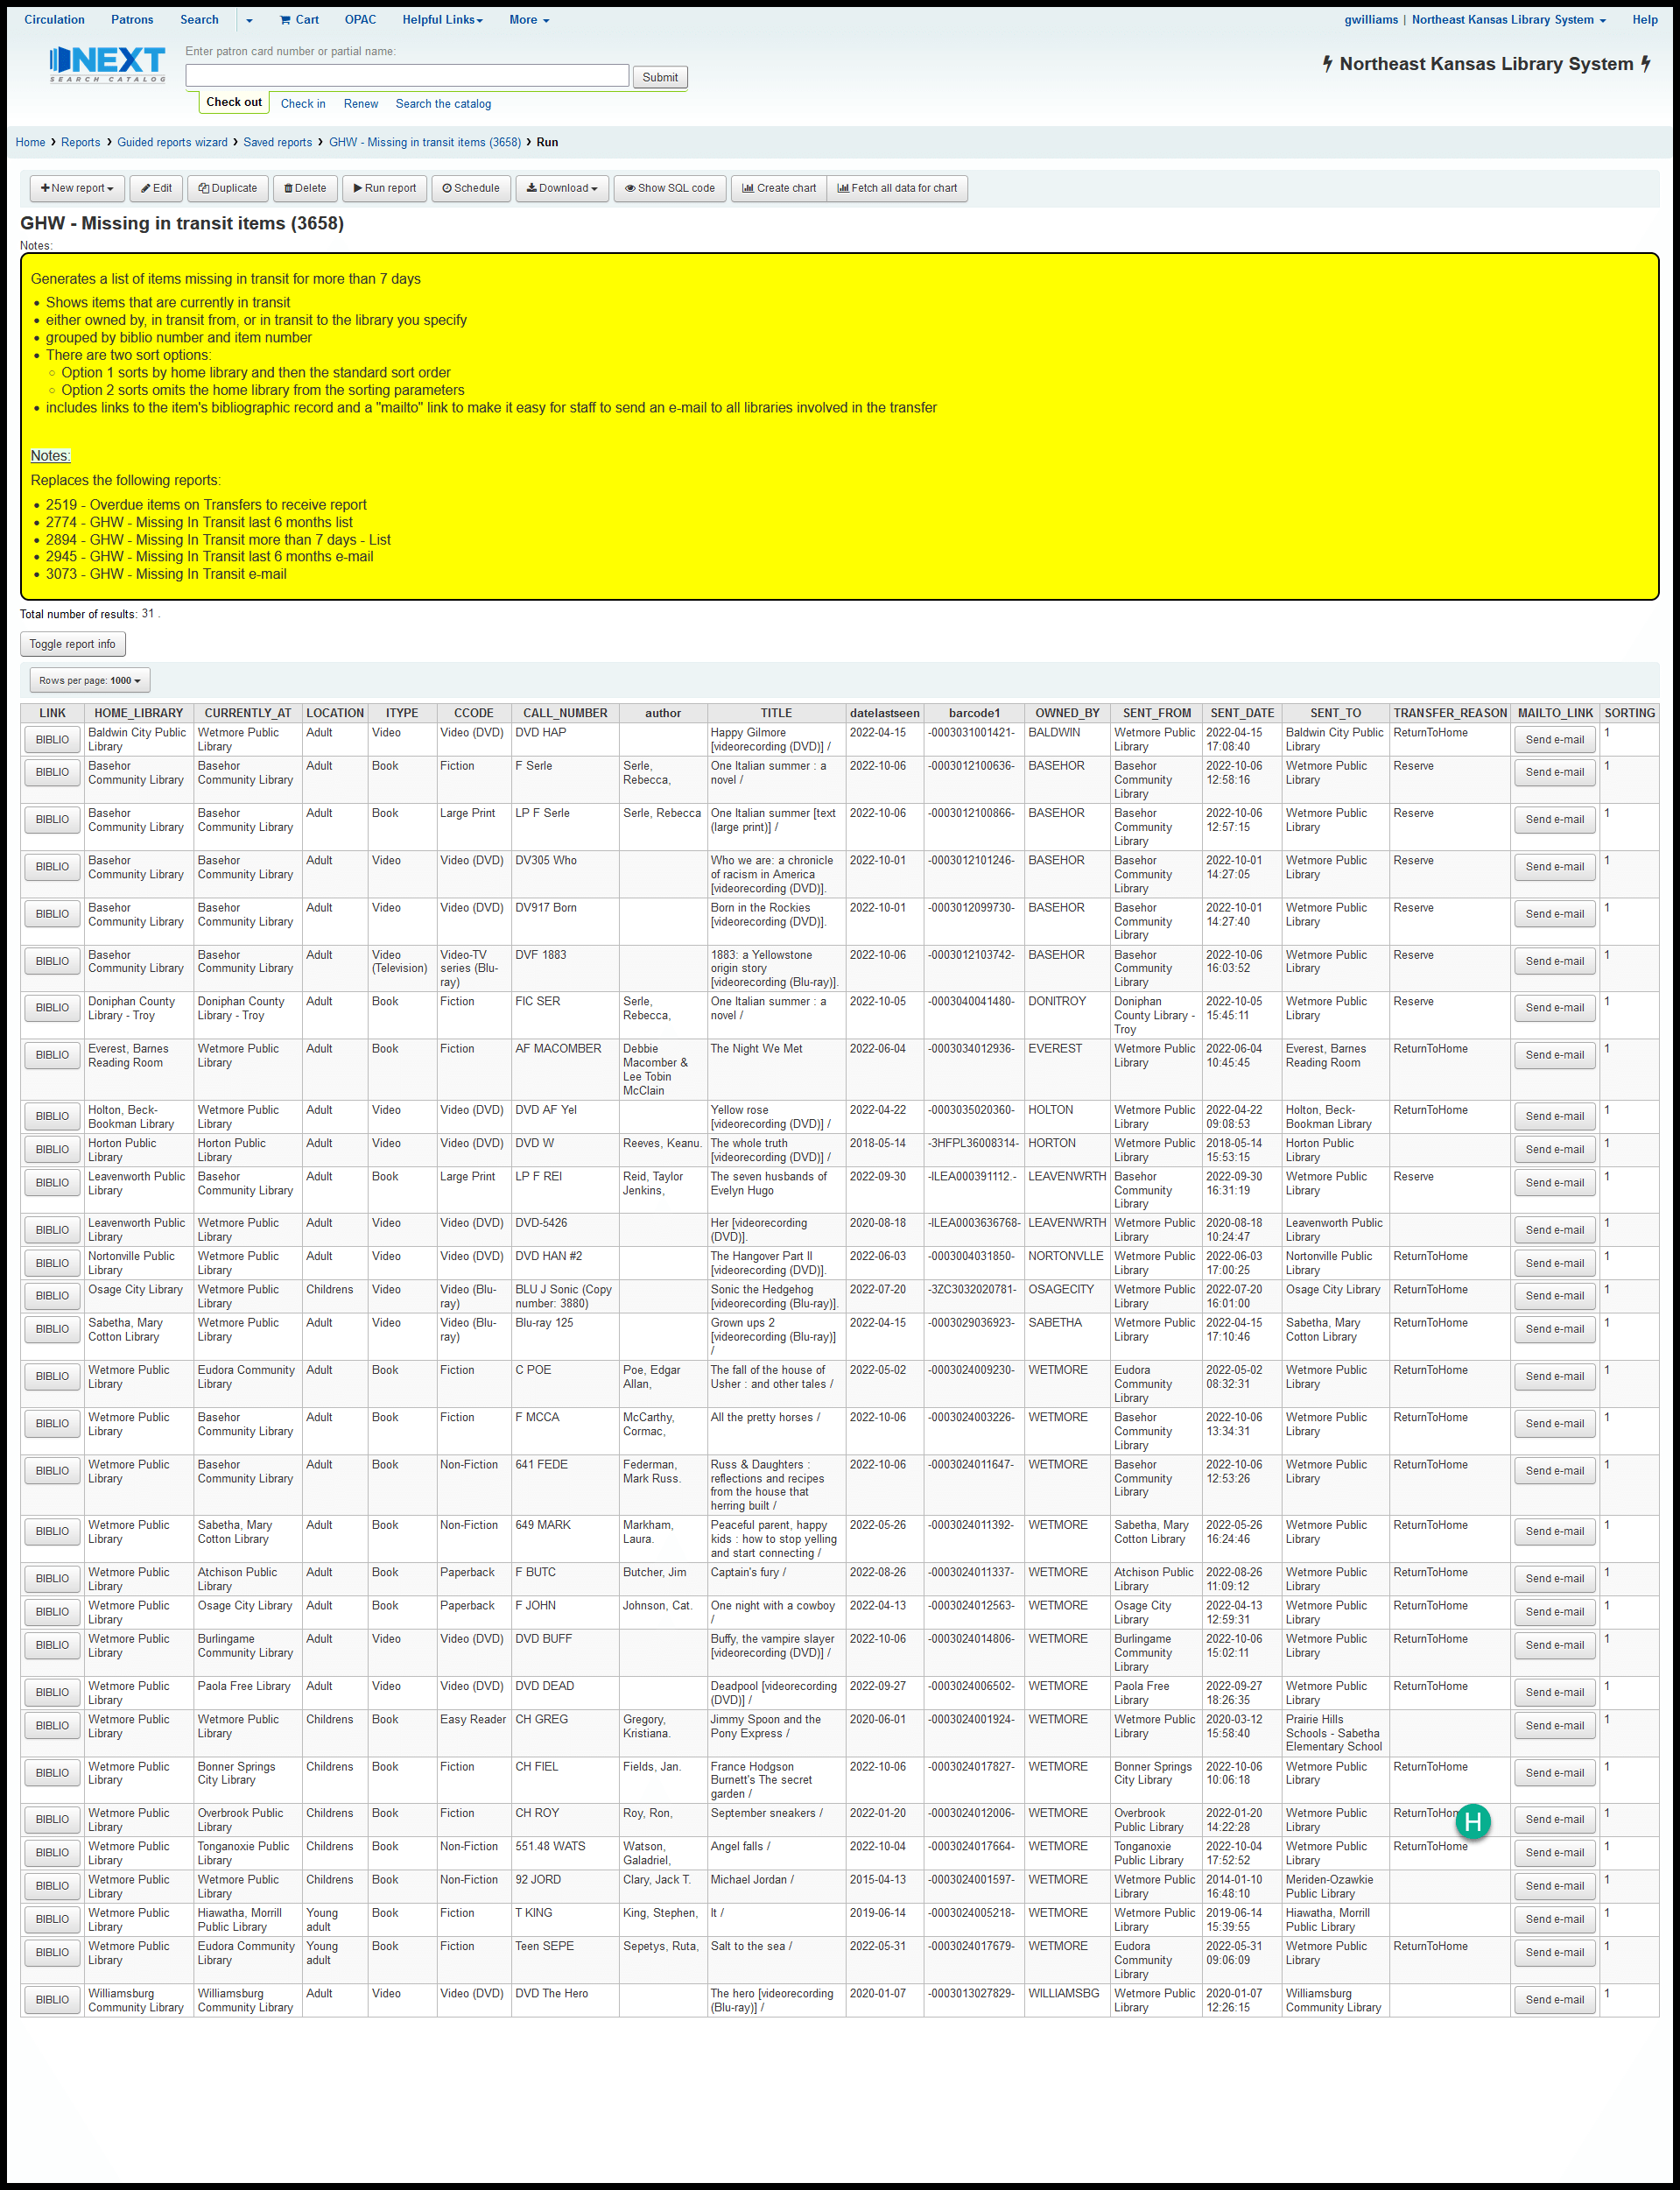 Circulation Patrons Search Cart OPAC Helpful Links More gwilliams | Northeast Kansas Library System Help
NEXT
SEARCH CATALOG
Enter patron card number or partial name:
Submit
Northeast Kansas Library System
Check out Check in Renew Search the catalog
Home › Reports › Guided reports wizard › Saved reports › GHW - Missing in transit items (3658) › Run
New report Edit Duplicate Delete Run report Schedule Download Show SQL code Create chart Fetch all data for chart
GHW - Missing in transit items (3658)
Notes:
Generates a list of items missing in transit for more than 7 days
• Shows items that are currently in transit
• either owned by, in transit from, or in transit to the library you specify
• grouped by biblio number and item number
• There are two sort options:
○ Option 1 sorts by home library and then the standard sort order
○ Option 2 sorts omits the home library from the sorting parameters
• includes links to the item's bibliographic record and a "mailto" link to make it easy for staff to send an e-mail to all libraries involved in the transfer
Notes:
Replaces the following reports:
• 2519 - Overdue items on Transfers to receive report
• 2774 - GHW - Missing In Transit last 6 months list
• 2894 - GHW - Missing In Transit more than 7 days - List
• 2945 - GHW - Missing In Transit last 6 months e-mail
• 3073 - GHW - Missing In Transit e-mail
Total number of results: 31 .
Toggle report info
Rows per page: 1000
LINK HOME_LIBRARY CURRENTLY_AT LOCATION ITYPE CCODE CALL_NUMBER author TITLE datelastseen barcode1 OWNED_BY SENT_FROM SENT_DATE SENT_TO TRANSFER_REASON MAILTO_LINK SORTING
BIBLIO Baldwin City Public Library Wetmore Public Library Adult Video Video (DVD) DVD HAP Happy Gilmore [videorecording (DVD)] / 2022-04-15 -0003031001421- BALDWIN Wetmore Public Library 2022-04-15 17:08:40 Baldwin City Public Library ReturnToHome Send e-mail 1
BIBLIO Basehor Community Library Basehor Community Library Adult Book Fiction F Serle Serle, Rebecca, One Italian summer : a novel / 2022-10-06 -0003012100636- BASEHOR Basehor Community Library 2022-10-06 12:58:16 Wetmore Public Library Reserve Send e-mail 1
BIBLIO Basehor Community Library Basehor Community Library Adult Book Large Print LP F Serle Serle, Rebecca One Italian summer [text (large print)] / 2022-10-06 -0003012100866- BASEHOR Basehor Community Library 2022-10-06 12:57:15 Wetmore Public Library Reserve Send e-mail 1
BIBLIO Basehor Community Library Basehor Community Library Adult Video Video (DVD) DV305 Who Who we are: a chronicle of racism in America [videorecording (DVD)]. 2022-10-01 -0003012101246- BASEHOR Basehor Community Library 2022-10-01 14:27:05 Wetmore Public Library Reserve Send e-mail 1
BIBLIO Basehor Community Library Basehor Community Library Adult Video Video (DVD) DV917 Born Born in the Rockies [videorecording (DVD)]. 2022-10-01 -0003012099730- BASEHOR Basehor Community Library 2022-10-01 14:27:40 Wetmore Public Library Reserve Send e-mail 1
BIBLIO Basehor Community Library Basehor Community Library Adult Video (Television) Video-TV series (Blu-ray) DVF 1883 1883: a Yellowstone origin story [videorecording (Blu-ray)]. 2022-10-06 -0003012103742- BASEHOR Basehor Community Library 2022-10-06 16:03:52 Wetmore Public Library Reserve Send e-mail 1
BIBLIO Doniphan County Library - Troy Doniphan County Library - Troy Adult Book Fiction FIC SER Serle, Rebecca, One Italian summer : a novel / 2022-10-05 -0003040041480- DONITROY Doniphan County Library - Troy 2022-10-05 15:45:11 Wetmore Public Library Reserve Send e-mail 1
BIBLIO Everest, Barnes Reading Room Wetmore Public Library Adult Book Fiction AF MACOMBER Debbie Macomber & Lee Tobin McClain The Night We Met 2022-06-04 -0003034012936- EVEREST Wetmore Public Library 2022-06-04 10:45:45 Everest, Barnes Reading Room ReturnToHome Send e-mail 1
BIBLIO Holton, Beck-Bookman Library Wetmore Public Library Adult Video Video (DVD) DVD AF Yel Yellow rose [videorecording (DVD)] / 2022-04-22 -0003035020360- HOLTON Wetmore Public Library 2022-04-22 09:08:53 Holton, Beck-Bookman Library ReturnToHome Send e-mail 1
BIBLIO Horton Public Library Horton Public Library Adult Video Video (DVD) DVD W Reeves, Keanu. The whole truth [videorecording (DVD)] / 2018-05-14 -3HFPL36008314- HORTON Wetmore Public Library 2018-05-14 15:53:15 Horton Public Library Send e-mail 1
BIBLIO Leavenworth Public Library Basehor Community Library Adult Book Large Print LP F REI Reid, Taylor Jenkins, The seven husbands of Evelyn Hugo 2022-09-30 -ILEA000391112.- LEAVENWRTH Basehor Community Library 2022-09-30 16:31:19 Wetmore Public Library Reserve Send e-mail 1
BIBLIO Leavenworth Public Library Wetmore Public Library Adult Video Video (DVD) DVD-5426 Her [videorecording (DVD)]. 2020-08-18 -ILEA0003636768- LEAVENWRTH Wetmore Public Library 2020-08-18 10:24:47 Leavenworth Public Library Send e-mail 1
BIBLIO Nortonville Public Library Wetmore Public Library Adult Video Video (DVD) DVD HAN #2 The Hangover Part II [videorecording (DVD)]. 2022-06-03 -0003004031850- NORTONVLLE Wetmore Public Library 2022-06-03 17:00:25 Nortonville Public Library ReturnToHome Send e-mail 1
BIBLIO Osage City Library Wetmore Public Library Childrens Video Video (Blu-ray) BLU J Sonic (Copy number: 3880) Sonic the Hedgehog [videorecording (Blu-ray)]. 2022-07-20 -3ZC3032020781- OSAGECITY Wetmore Public Library 2022-07-20 16:01:00 Osage City Library ReturnToHome Send e-mail 1
BIBLIO Sabetha, Mary Cotton Library Wetmore Public Library Adult Video Video (Blu-ray) Blu-ray 125 Grown ups 2 [videorecording (Blu-ray)] / 2022-04-15 -0003029036923- SABETHA Wetmore Public Library 2022-04-15 17:10:46 Sabetha, Mary Cotton Library ReturnToHome Send e-mail 1
BIBLIO Wetmore Public Library Eudora Community Library Adult Book Fiction C POE Poe, Edgar Allan, The fall of the house of Usher : and other tales / 2022-05-02 -0003024009230- WETMORE Eudora Community Library 2022-05-02 08:32:31 Wetmore Public Library ReturnToHome Send e-mail 1
BIBLIO Wetmore Public Library Basehor Community Library Adult Book Fiction F MCCA McCarthy, Cormac, All the pretty horses / 2022-10-06 -0003024003226- WETMORE Basehor Community Library 2022-10-06 13:34:31 Wetmore Public Library ReturnToHome Send e-mail 1
BIBLIO Wetmore Public Library Basehor Community Library Adult Book Non-Fiction 641 FEDE Federman, Mark Russ. Russ & Daughters : reflections and recipes from the house that herring built / 2022-10-06 -0003024011647- WETMORE Basehor Community Library 2022-10-06 12:53:26 Wetmore Public Library ReturnToHome Send e-mail 1
BIBLIO Wetmore Public Library Sabetha, Mary Cotton Library Adult Book Non-Fiction 649 MARK Markham, Laura. Peaceful parent, happy kids : how to stop yelling and start connecting / 2022-05-26 -0003024011392- WETMORE Sabetha, Mary Cotton Library 2022-05-26 16:24:46 Wetmore Public Library ReturnToHome Send e-mail 1
BIBLIO Wetmore Public Library Atchison Public Library Adult Book Paperback F BUTC Butcher, Jim Captain's fury / 2022-08-26 -0003024011337- WETMORE Atchison Public Library 2022-08-26 11:09:12 Wetmore Public Library ReturnToHome Send e-mail 1
BIBLIO Wetmore Public Library Osage City Library Adult Book Paperback F JOHN Johnson, Cat. One night with a cowboy / 2022-04-13 -0003024012563- WETMORE Osage City Library 2022-04-13 12:59:31 Wetmore Public Library ReturnToHome Send e-mail 1
BIBLIO Wetmore Public Library Burlingame Community Library Adult Video Video (DVD) DVD BUFF Buffy, the vampire slayer [videorecording (DVD)] / 2022-10-06 -0003024014806- WETMORE Burlingame Community Library 2022-10-06 15:02:11 Wetmore Public Library ReturnToHome Send e-mail 1
BIBLIO Wetmore Public Library Paola Free Library Adult Video Video (DVD) DVD DEAD Deadpool [videorecording (DVD)] / 2022-09-27 -0003024006502- WETMORE Paola Free Library 2022-09-27 18:26:35 Wetmore Public Library ReturnToHome Send e-mail 1
BIBLIO Wetmore Public Library Wetmore Public Library Childrens Book Easy Reader CH GREG Gregory, Kristiana. Jimmy Spoon and the Pony Express / 2020-06-01 -0003024001924- WETMORE Wetmore Public Library 2020-03-12 15:58:40 Prairie Hills Schools - Sabetha Elementary School Send e-mail 1
BIBLIO Wetmore Public Library Bonner Springs City Library Childrens Book Fiction CH FIEL Fields, Jan. France Hodgson Burnett's The secret garden / 2022-10-06 -0003024017827- WETMORE Bonner Springs City Library 2022-10-06 10:06:18 Wetmore Public Library ReturnToHome Send e-mail 1
BIBLIO Wetmore Public Library Overbrook Public Library Childrens Book Fiction CH ROY Roy, Ron, September sneakers / 2022-01-20 -0003024012006- WETMORE Overbrook Public Library 2022-01-20 14:22:28 Wetmore Public Library ReturnToHom H Send e-mail 1
BIBLIO Wetmore Public Library Tonganoxie Public Library Childrens Book Non-Fiction 551.48 WATS Watson, Galadriel, Angel falls / 2022-10-04 -0003024017664- WETMORE Tonganoxie Public Library 2022-10-04 17:52:52 Wetmore Public Library ReturnToHome Send e-mail 1
BIBLIO Wetmore Public Library Wetmore Public Library Childrens Book Non-Fiction 92 JORD Clary, Jack T. Michael Jordan / 2015-04-13 -0003024001597- WETMORE Wetmore Public Library 2014-01-10 16:48:10 Meriden-Ozawkie Public Library Send e-mail 1
BIBLIO Wetmore Public Library Hiawatha, Morrill Public Library Young adult Book Fiction T KING King, Stephen, It / 2019-06-14 -0003024005218- WETMORE Wetmore Public Library 2019-06-14 15:39:55 Hiawatha, Morrill Public Library Send e-mail 1
BIBLIO Wetmore Public Library Eudora Community Library Young adult Book Fiction Teen SEPE Sepetys, Ruta, Salt to the sea / 2022-05-31 -0003024017679- WETMORE Eudora Community Library 2022-05-31 09:06:09 Wetmore Public Library ReturnToHome Send e-mail 1
BIBLIO Williamsburg Community Library Williamsburg Community Library Adult Video Video (DVD) DVD The Hero The hero [videorecording (Blu-ray)] / 2020-01-07 -0003013027829- WILLIAMSBG Wetmore Public Library 2020-01-07 12:26:15 Williamsburg Community Library Send e-mail 1